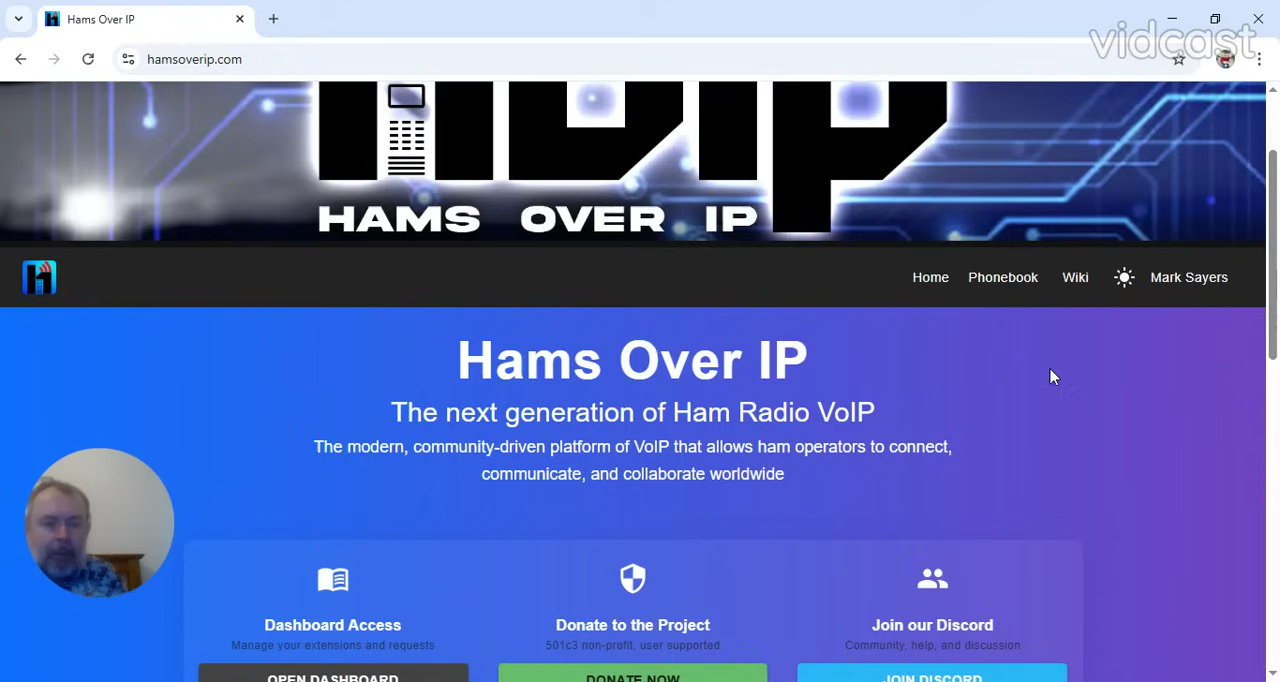 Hams Over IP
vidcast
hamsoverip.com
HOIP
HAMS OVER IP
Home Phonebook Wiki Mark Sayers
Hams Over IP
The next generation of Ham Radio VoIP
The modern, community-driven platform of VoIP that allows ham operators to connect,
communicate, and collaborate worldwide
Dashboard Access
Manage your extensions and requests
OPEN DASHBOARD
Donate to the Project
501c3 non-profit, user supported
DONATE NOW
Join our Discord
Community, help, and discussion
JOIN DISCORD